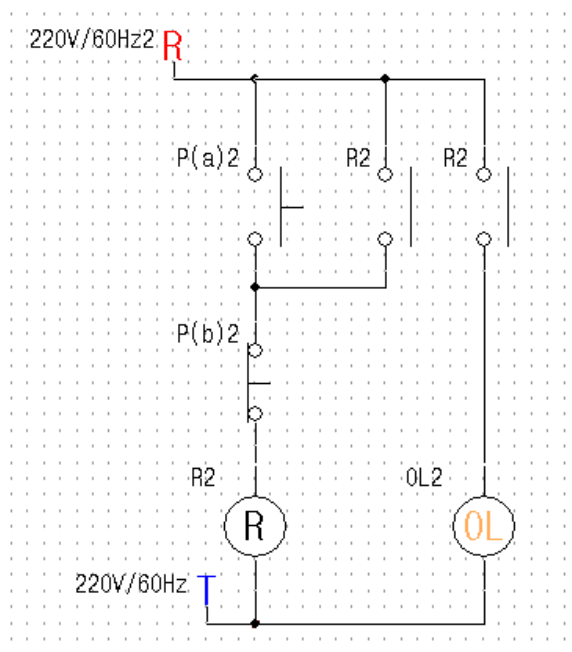 220V/60Hz2 R
P(a)2 R2 R2
P(b)2
R2 OL2
R OL
220V/60Hz T